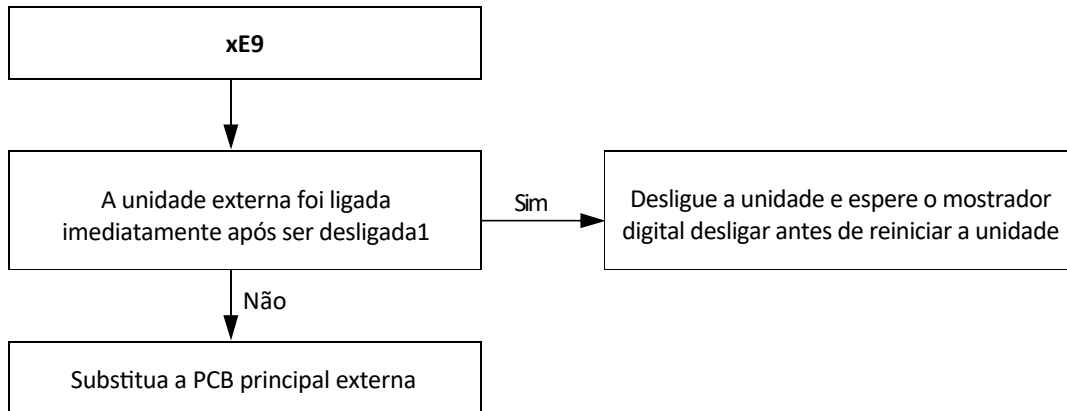 xE9
A unidade externa foi ligada
imediatamente após ser desligada1
Sim
Desligue a unidade e espere o mostrador
digital desligar antes de reiniciar a unidade
Não
Substitua a PCB principal externa